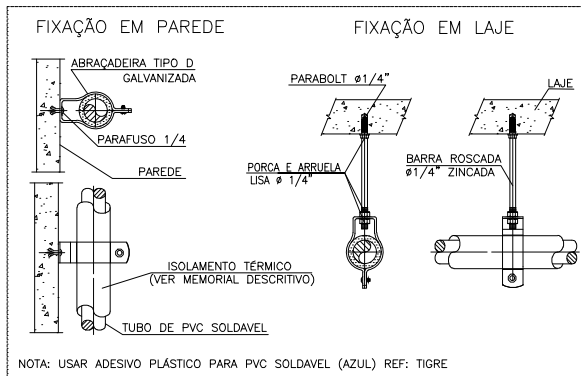 FIXAÇÃO EM PAREDE
ABRAÇADEIRA TIPO D
GALVANIZADA
PARAFUSO 1/4
PAREDE
ISOLAMENTO TÉRMICO
(VER MEMORIAL DESCRITIVO)
TUBO DE PVC SOLDAVEL
FIXAÇÃO EM LAJE
PARABOLT ø1/4"
LAJE
PORCA E ARRUELA
LISA ø 1/4"
BARRA ROSCADA
ø1/4" ZINCADA
NOTA: USAR ADESIVO PLÁSTICO PARA PVC SOLDAVEL (AZUL) REF: TIGRE